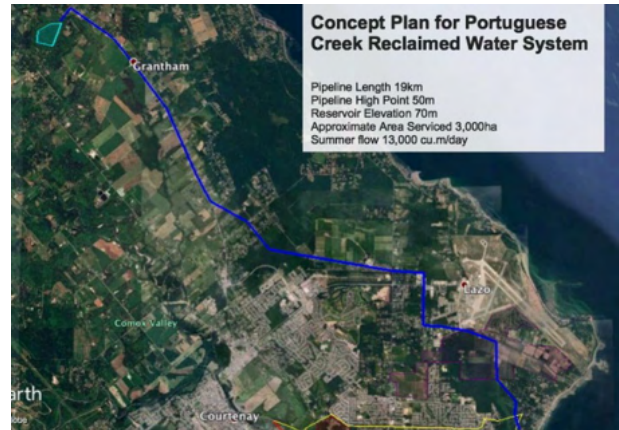 Concept Plan for Portuguese
Creek Reclaimed Water System
Pipeline Length 19km
Pipeline High Point 50m
Reservoir Elevation 70m
Approximate Area Serviced 3,000ha
Summer flow 13,000 cu.m/day
Grantham
Lazo
Comox Valley
arth
Courtenay